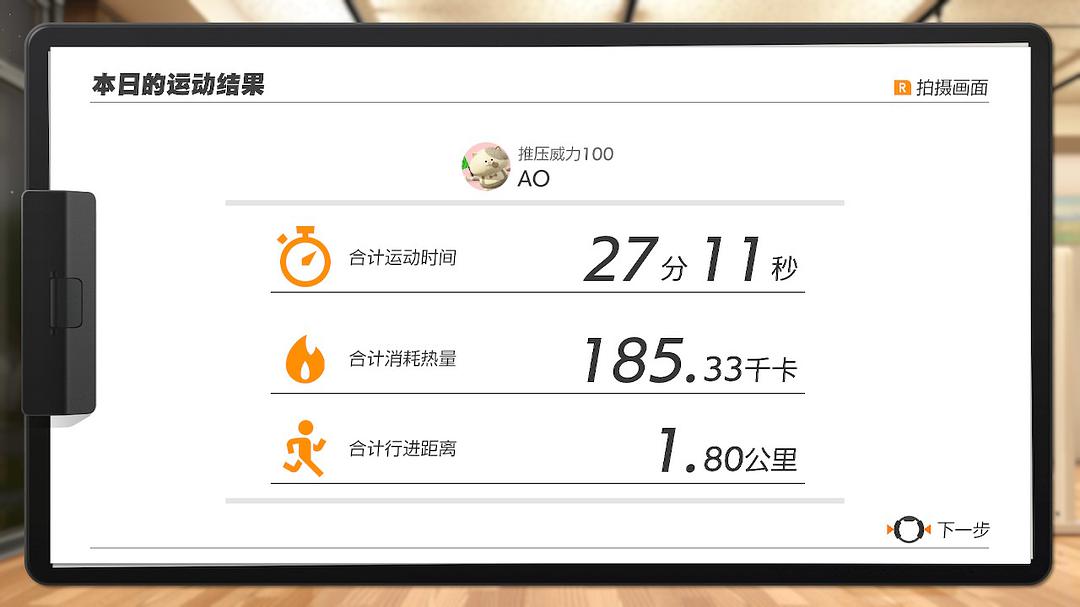 本日的运动结果
R 拍摄画面
推压威力100
AO
合计运动时间 27分11秒
合计消耗热量 185.33千卡
合计行进距离 1.80公里
下一步